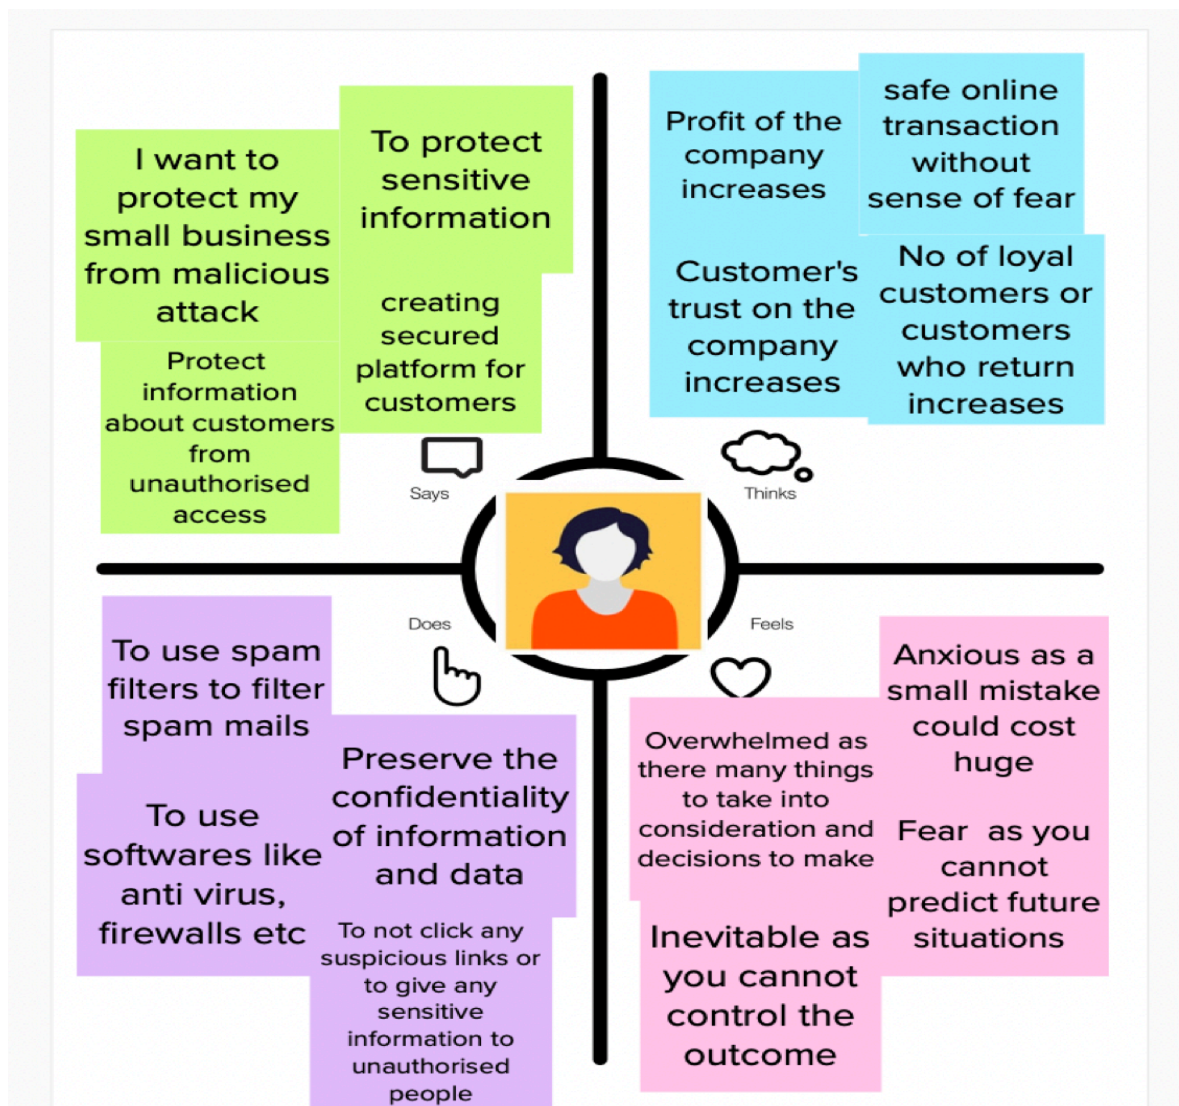 I want to
protect my
small business
from malicious
attack
To protect
sensitive
information
Protect
information
about customers
from
unauthorised
access
creating
secured
platform for
customers
Says
Profit of the
company
increases
safe online
transaction
without
sense of fear
Customer's
trust on the
company
increases
No of loyal
customers or
customers
who return
increases
Thinks
Does
To use spam
filters to filter
spam mails
Preserve the
confidentiality
of information
and data
To use
softwares like
anti virus,
firewalls etc
To not click any
suspicious links or
to give any
sensitive
information to
unauthorised
people
Feels
Anxious as a
small mistake
could cost
huge
Overwhelmed as
there many things
to take into
consideration and
decisions to make
Fear as you
cannot
predict future
situations
Inevitable as
you cannot
control the
outcome